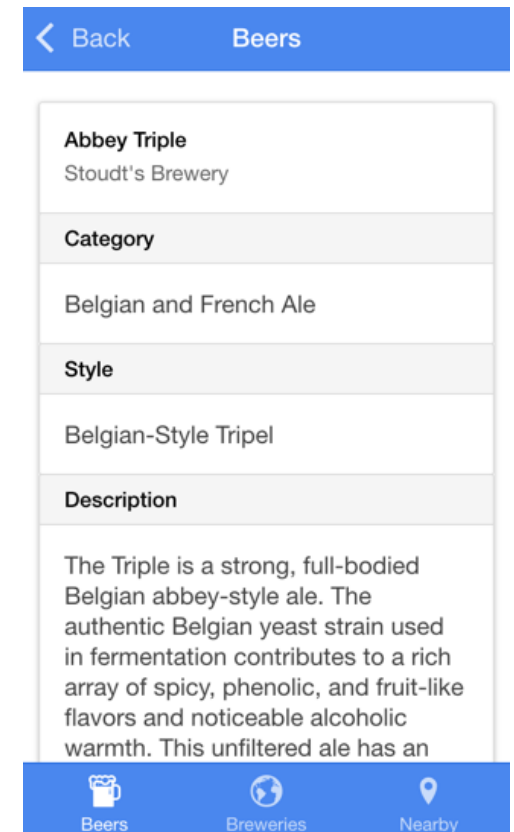 Back Beers
Abbey Triple
Stoudt's Brewery
Category
Belgian and French Ale
Style
Belgian-Style Tripel
Description
The Triple is a strong, full-bodied
Belgian abbey-style ale. The
authentic Belgian yeast strain used
in fermentation contributes to a rich
array of spicy, phenolic, and fruit-like
flavors and noticeable alcoholic
warmth. This unfiltered ale has an
Beers Breweries Nearby